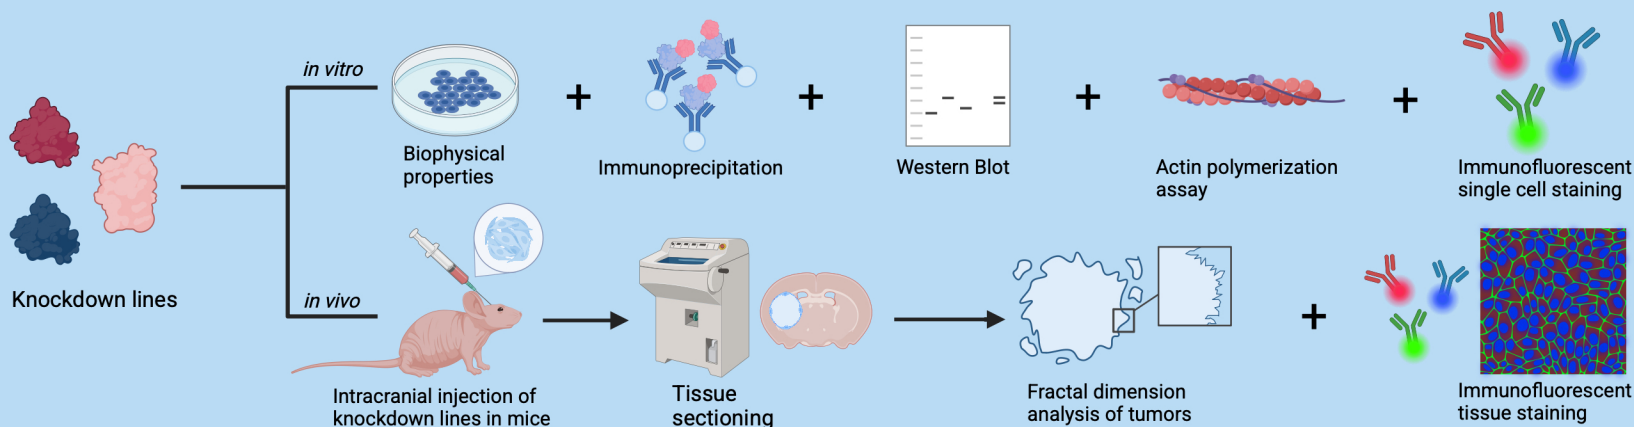 Knockdown lines
in vitro
Biophysical
properties
+
Immunoprecipitation
+
Western Blot
+
Actin polymerization
assay
+
Immunofluorescent
single cell staining
in vivo
Intracranial injection of
knockdown lines in mice
Tissue
sectioning
Fractal dimension
analysis of tumors
+
Immunofluorescent
tissue staining